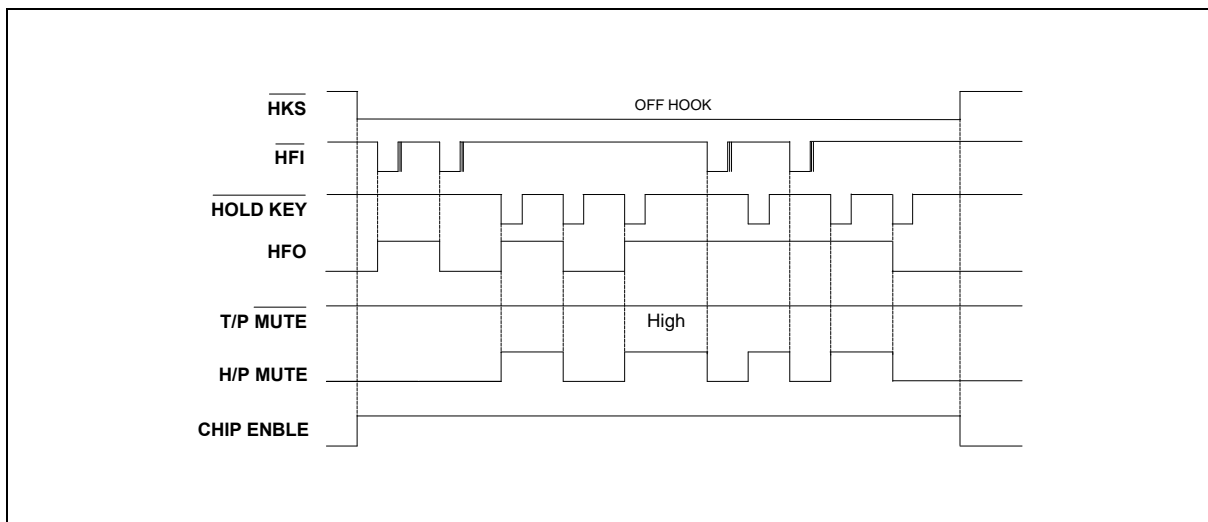 HKS
OFF HOOK
HFI
HOLD KEY
HFO
T/P MUTE
High
H/P MUTE
CHIP ENBLE